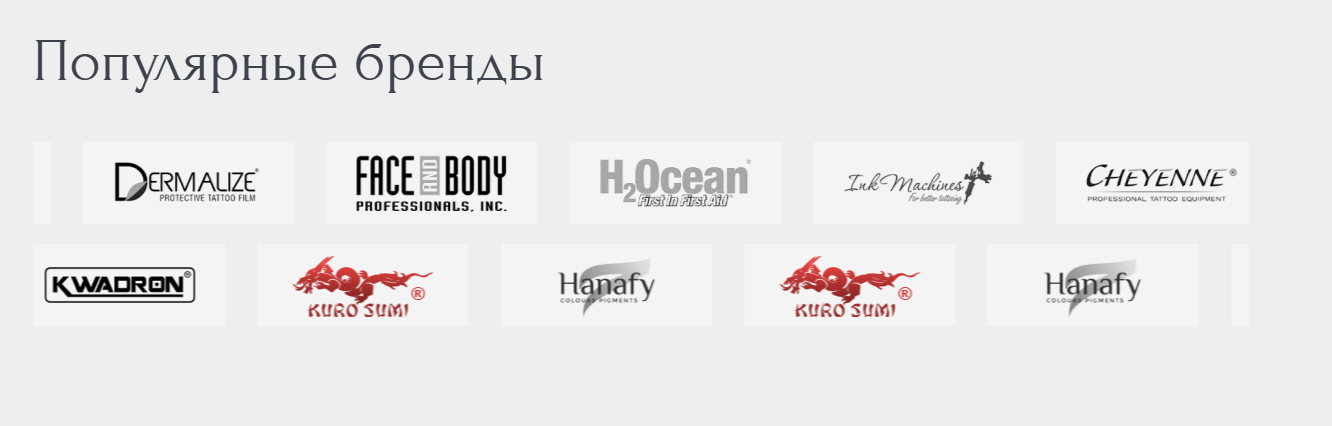 Популярные бренды
DERMALIZE®
PROTECTIVE TATTOO FILM
FACE AND BODY
PROFESSIONALS, INC.
H2Ocean®
First In First Aid™
Ink Machines
For better tattooing
CHEYENNE®
PROFESSIONAL TATTOO EQUIPMENT
KWADRON®
KURO SUMI®
Hanafy
COLOURS PIGMENTS
KURO SUMI®
Hanafy
COLOURS PIGMENTS